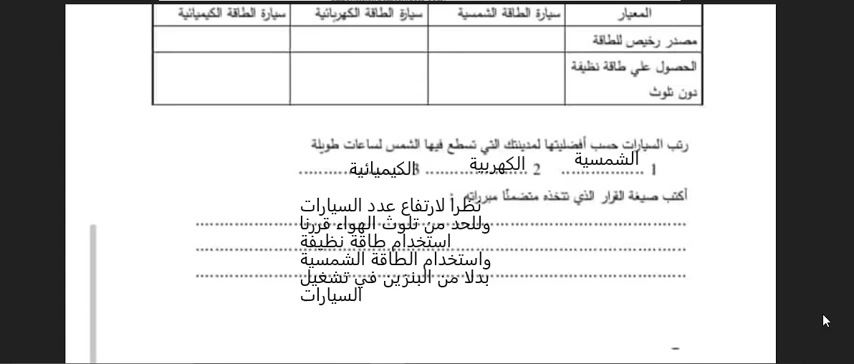 المعيار سيارة الطاقة الشمسية سيارة الطاقة الكهربائية سيارة الطاقة الكيميائية
مصدر رخيص للطاقة
الحصول علي طاقة نظيفة
دون تلوث
رتب السيارات حسب أفضليتها لمدينتك التي تسطع فيها الشمس لساعات طويلة
1 الشمسية 2 الكهربية 3 الكيميائية
أكتب صيغة القرار الذي تتخذه متضمنًا مبرراته
نظرا لارتفاع عدد السيارات
وللحد من تلوث الهواء قررنا
استخدام طاقة نظيفة
واستخدام الطاقة الشمسية
بدلا من البنزين في تشغيل
السيارات